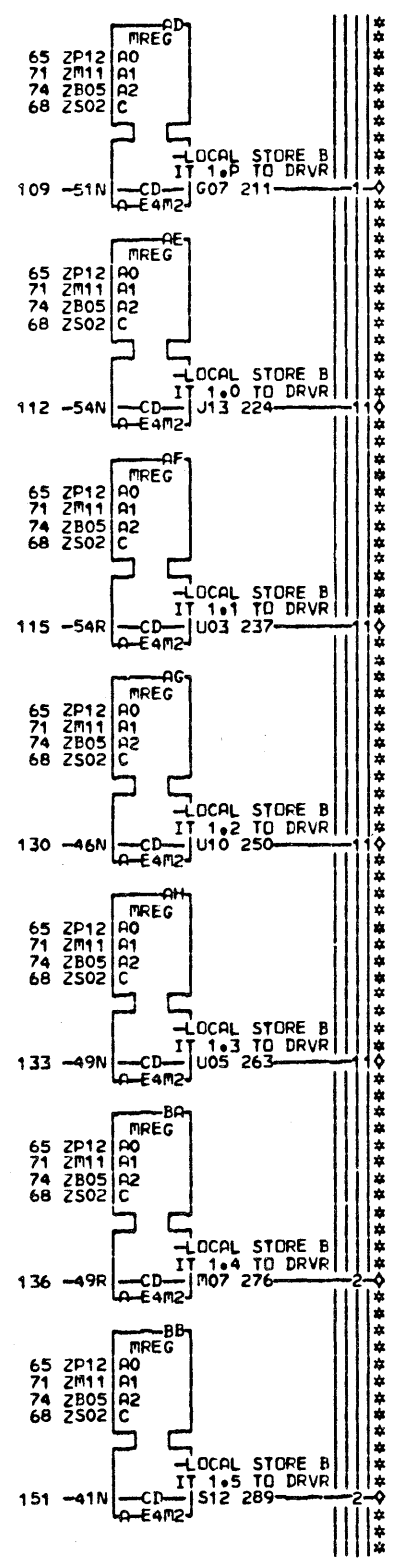 AD
MREG
65 ZP12 A0
71 ZM11 A1
74 ZB05 A2
68 ZS02 C
-LOCAL STORE B
IT 1.P TO DRVR
109 -51N CD G07 211 1
A E4M2
AE
MREG
65 ZP12 A0
71 ZM11 A1
74 ZB05 A2
68 ZS02 C
-LOCAL STORE B
IT 1.0 TO DRVR
112 -54N CD J13 224 11
A E4M2
AF
MREG
65 ZP12 A0
71 ZM11 A1
74 ZB05 A2
68 ZS02 C
-LOCAL STORE B
IT 1.1 TO DRVR
115 -54R CD U03 237 11
A E4M2
AG
MREG
65 ZP12 A0
71 ZM11 A1
74 ZB05 A2
68 ZS02 C
-LOCAL STORE B
IT 1.2 TO DRVR
130 -46N CD U10 250 11
A E4M2
AH
MREG
65 ZP12 A0
71 ZM11 A1
74 ZB05 A2
68 ZS02 C
-LOCAL STORE B
IT 1.3 TO DRVR
133 -49N CD U05 263 11
A E4M2
BA
MREG
65 ZP12 A0
71 ZM11 A1
74 ZB05 A2
68 ZS02 C
-LOCAL STORE B
IT 1.4 TO DRVR
136 -49R CD M07 276 2
A E4M2
BB
MREG
65 ZP12 A0
71 ZM11 A1
74 ZB05 A2
68 ZS02 C
-LOCAL STORE B
IT 1.5 TO DRVR
151 -41N CD S12 289 2
A E4M2